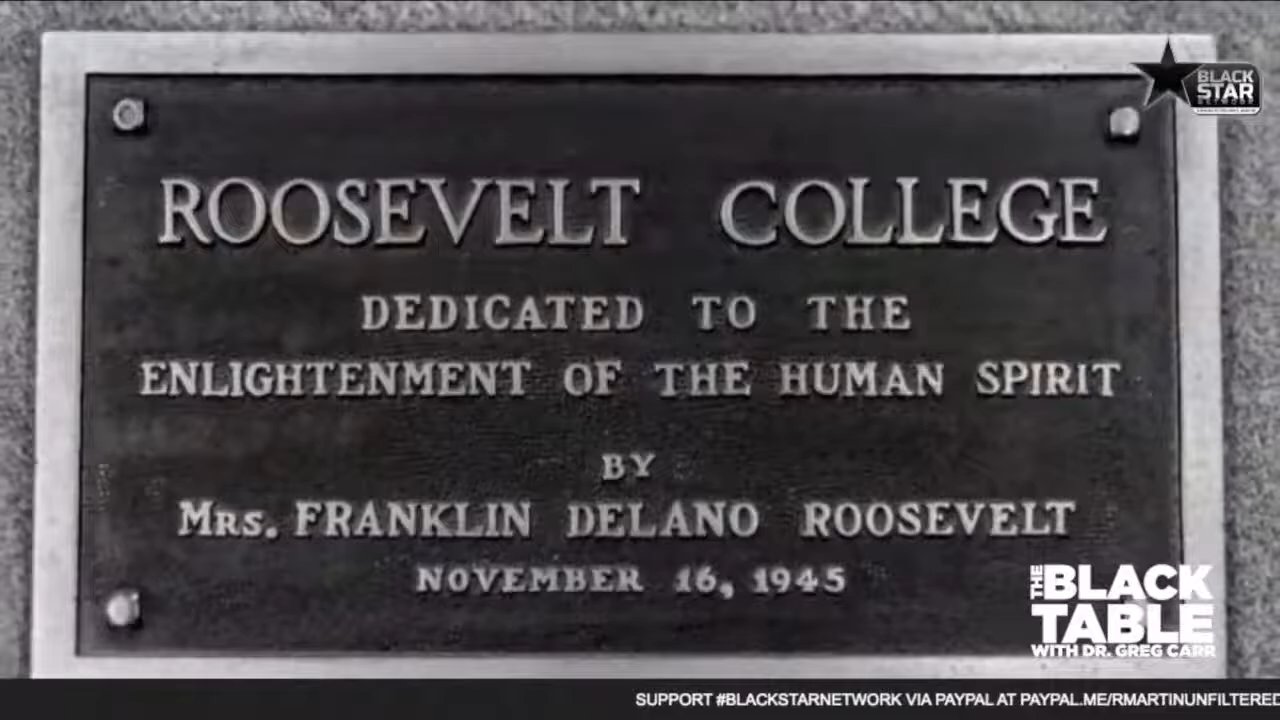 BLACK
STAR
NETWORK
ROOSEVELT COLLEGE
DEDICATED TO THE
ENLIGHTENMENT OF THE HUMAN SPIRIT
BY
MRS. FRANKLIN DELANO ROOSEVELT
NOVEMBER 16, 1945
THE BLACK
TABLE
WITH DR. GREG CARR
SUPPORT #BLACKSTARNETWORK VIA PAYPAL AT PAYPAL.ME/RMARTINUNFILTERED